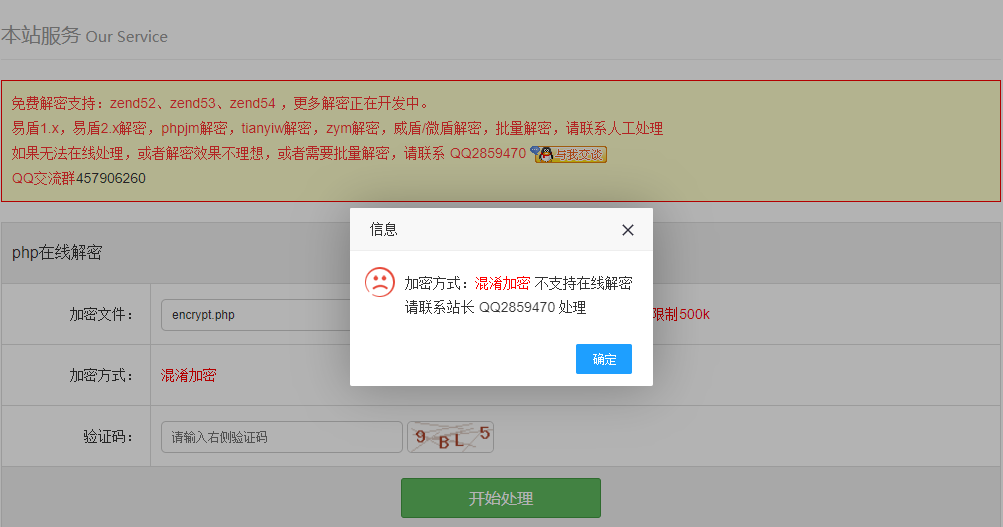 本站服务 Our Service
免费解密支持：zend52、zend53、zend54 ，更多解密正在开发中。
易盾1.x，易盾2.x解密，phpjm解密，tianyiw解密，zym解密，威盾/微盾解密，批量解密，请联系人工处理
如果无法在线处理，或者解密效果不理想，或者需要批量解密，请联系 QQ2859470 与我交谈
QQ交流群457906260
信息
php在线解密
加密方式：混淆加密 不支持在线解密
请联系站长 QQ2859470 处理
加密文件：
encrypt.php
限制500k
确定
加密方式：
混淆加密
验证码：
请输入右侧验证码
9BL5
开始处理